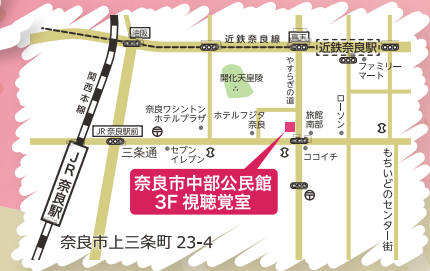 油阪
近鉄奈良線
高天
近鉄奈良駅
ファミリー
マート
関西本線
開化天皇陵
やすらぎの道
奈良ワシントン
ホテルプラザ
ホテルフジタ
奈良
旅館
南部
ローソン
JR奈良駅前
三条通
セブン
イレブン
ココイチ
もちいどのセンター街
JR奈良駅
奈良市中部公民館
3F 視聴覚室
奈良市上三条町 23-4